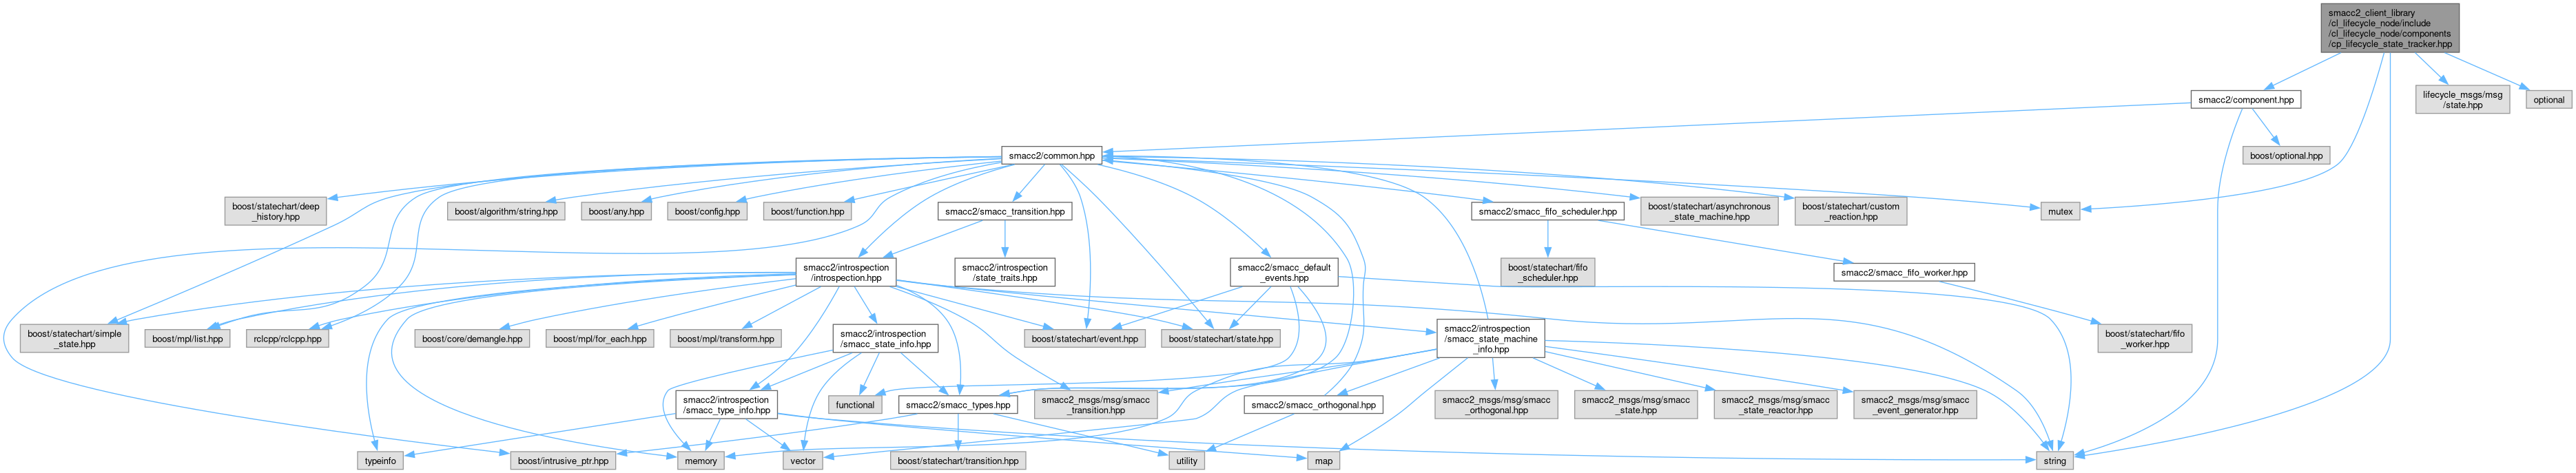 smacc2_client_library
/cl_lifecycle_node/include
/cl_lifecycle_node/components
/cp_lifecycle_state_tracker.hpp
smacc2/component.hpp
lifecycle_msgs/msg
/state.hpp
optional
smacc2/common.hpp
boost/optional.hpp
boost/statechart/deep
_history.hpp
boost/algorithm/string.hpp
boost/any.hpp
boost/config.hpp
boost/function.hpp
smacc2/smacc_transition.hpp
smacc2/smacc_fifo_scheduler.hpp
boost/statechart/asynchronous
_state_machine.hpp
boost/statechart/custom
_reaction.hpp
mutex
smacc2/introspection
/introspection.hpp
smacc2/introspection
/state_traits.hpp
smacc2/smacc_default
_events.hpp
boost/statechart/fifo
_scheduler.hpp
smacc2/smacc_fifo_worker.hpp
boost/statechart/simple
_state.hpp
boost/mpl/list.hpp
rclcpp/rclcpp.hpp
boost/core/demangle.hpp
boost/mpl/for_each.hpp
boost/mpl/transform.hpp
smacc2/introspection
/smacc_state_info.hpp
boost/statechart/event.hpp
boost/statechart/state.hpp
smacc2/introspection
/smacc_state_machine
_info.hpp
boost/statechart/fifo
_worker.hpp
smacc2/introspection
/smacc_type_info.hpp
functional
smacc2/smacc_types.hpp
smacc2_msgs/msg/smacc
_transition.hpp
smacc2/smacc_orthogonal.hpp
smacc2_msgs/msg/smacc
_orthogonal.hpp
smacc2_msgs/msg/smacc
_state.hpp
smacc2_msgs/msg/smacc
_state_reactor.hpp
smacc2_msgs/msg/smacc
_event_generator.hpp
typeinfo
boost/intrusive_ptr.hpp
memory
vector
boost/statechart/transition.hpp
utility
map
string